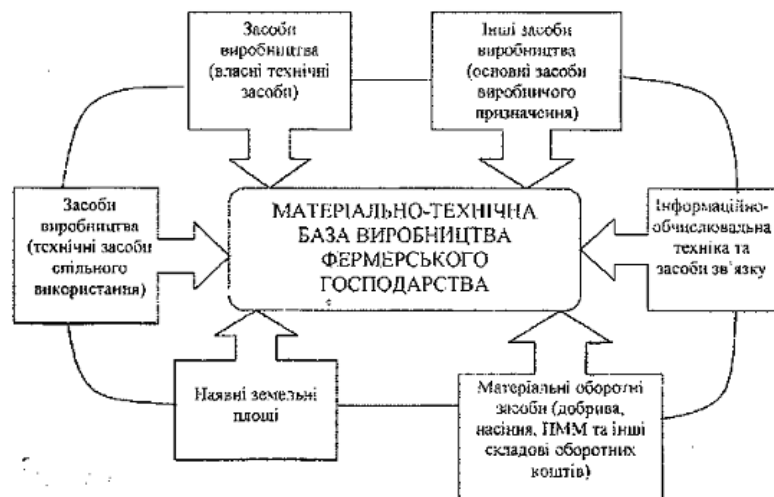 Засоби
виробництва
(власні технічні
засоби)
Інші засоби
виробництва
(основні засоби
виробничого
призначення)
Засоби
виробництва
(технічні засоби
спільного
використання)
МАТЕРІАЛЬНО-ТЕХНІЧНА
БАЗА ВИРОБНИЦТВА
ФЕРМЕРСЬКОГО
ГОСПОДАРСТВА
Інформаційно-
обчислювальна
техніка та
засоби зв'язку
Наявні земельні
площі
Матеріальні оборотні
засоби (добрива,
насіння, ПММ та інші
складові оборотних
коштів)